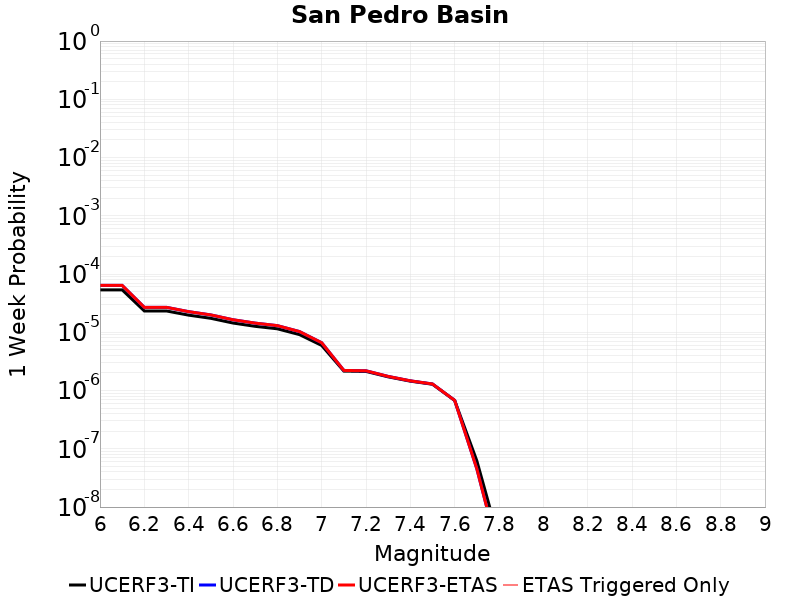 San Pedro Basin
10^0
10^-1
10^-2
10^-3
10^-4
10^-5
10^-6
10^-7
10^-8
1 Week Probability
6 6.2 6.4 6.6 6.8 7 7.2 7.4 7.6 7.8 8 8.2 8.4 8.6 8.8 9
Magnitude
UCERF3-TI UCERF3-TD UCERF3-ETAS ETAS Triggered Only